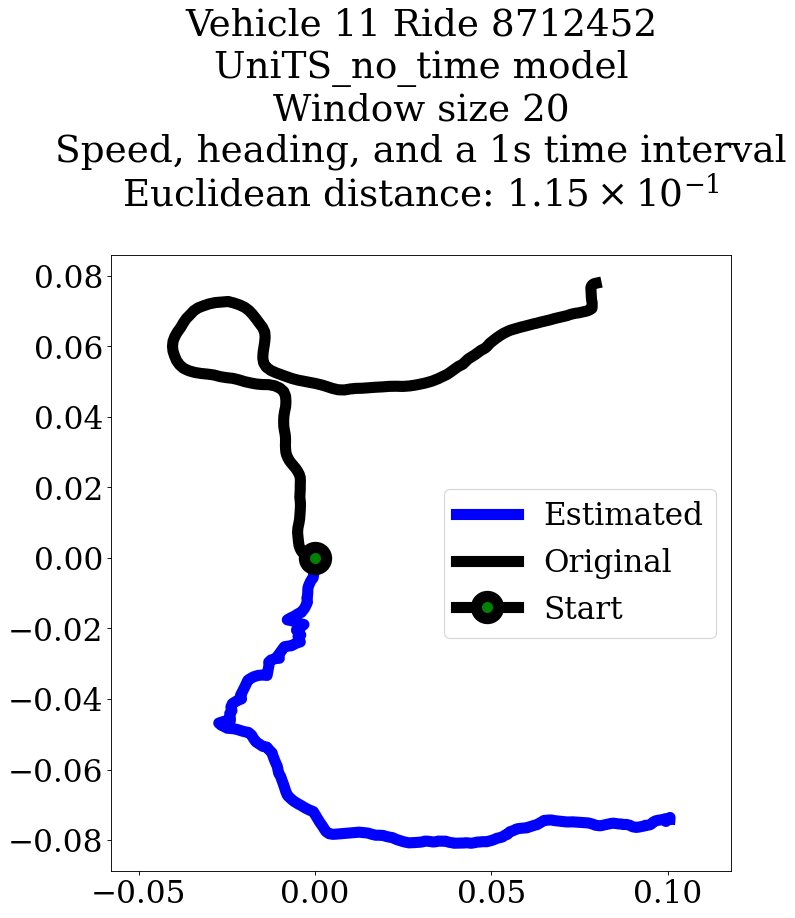 Vehicle 11 Ride 8712452
UniTS_no_time model
Window size 20
Speed, heading, and a 1s time interval
Euclidean distance: 1.15 × 10⁻¹
0.08
0.06
0.04
0.02
0.00
−0.02
−0.04
−0.06
−0.08
Estimated
Original
Start
−0.05
0.00
0.05
0.10